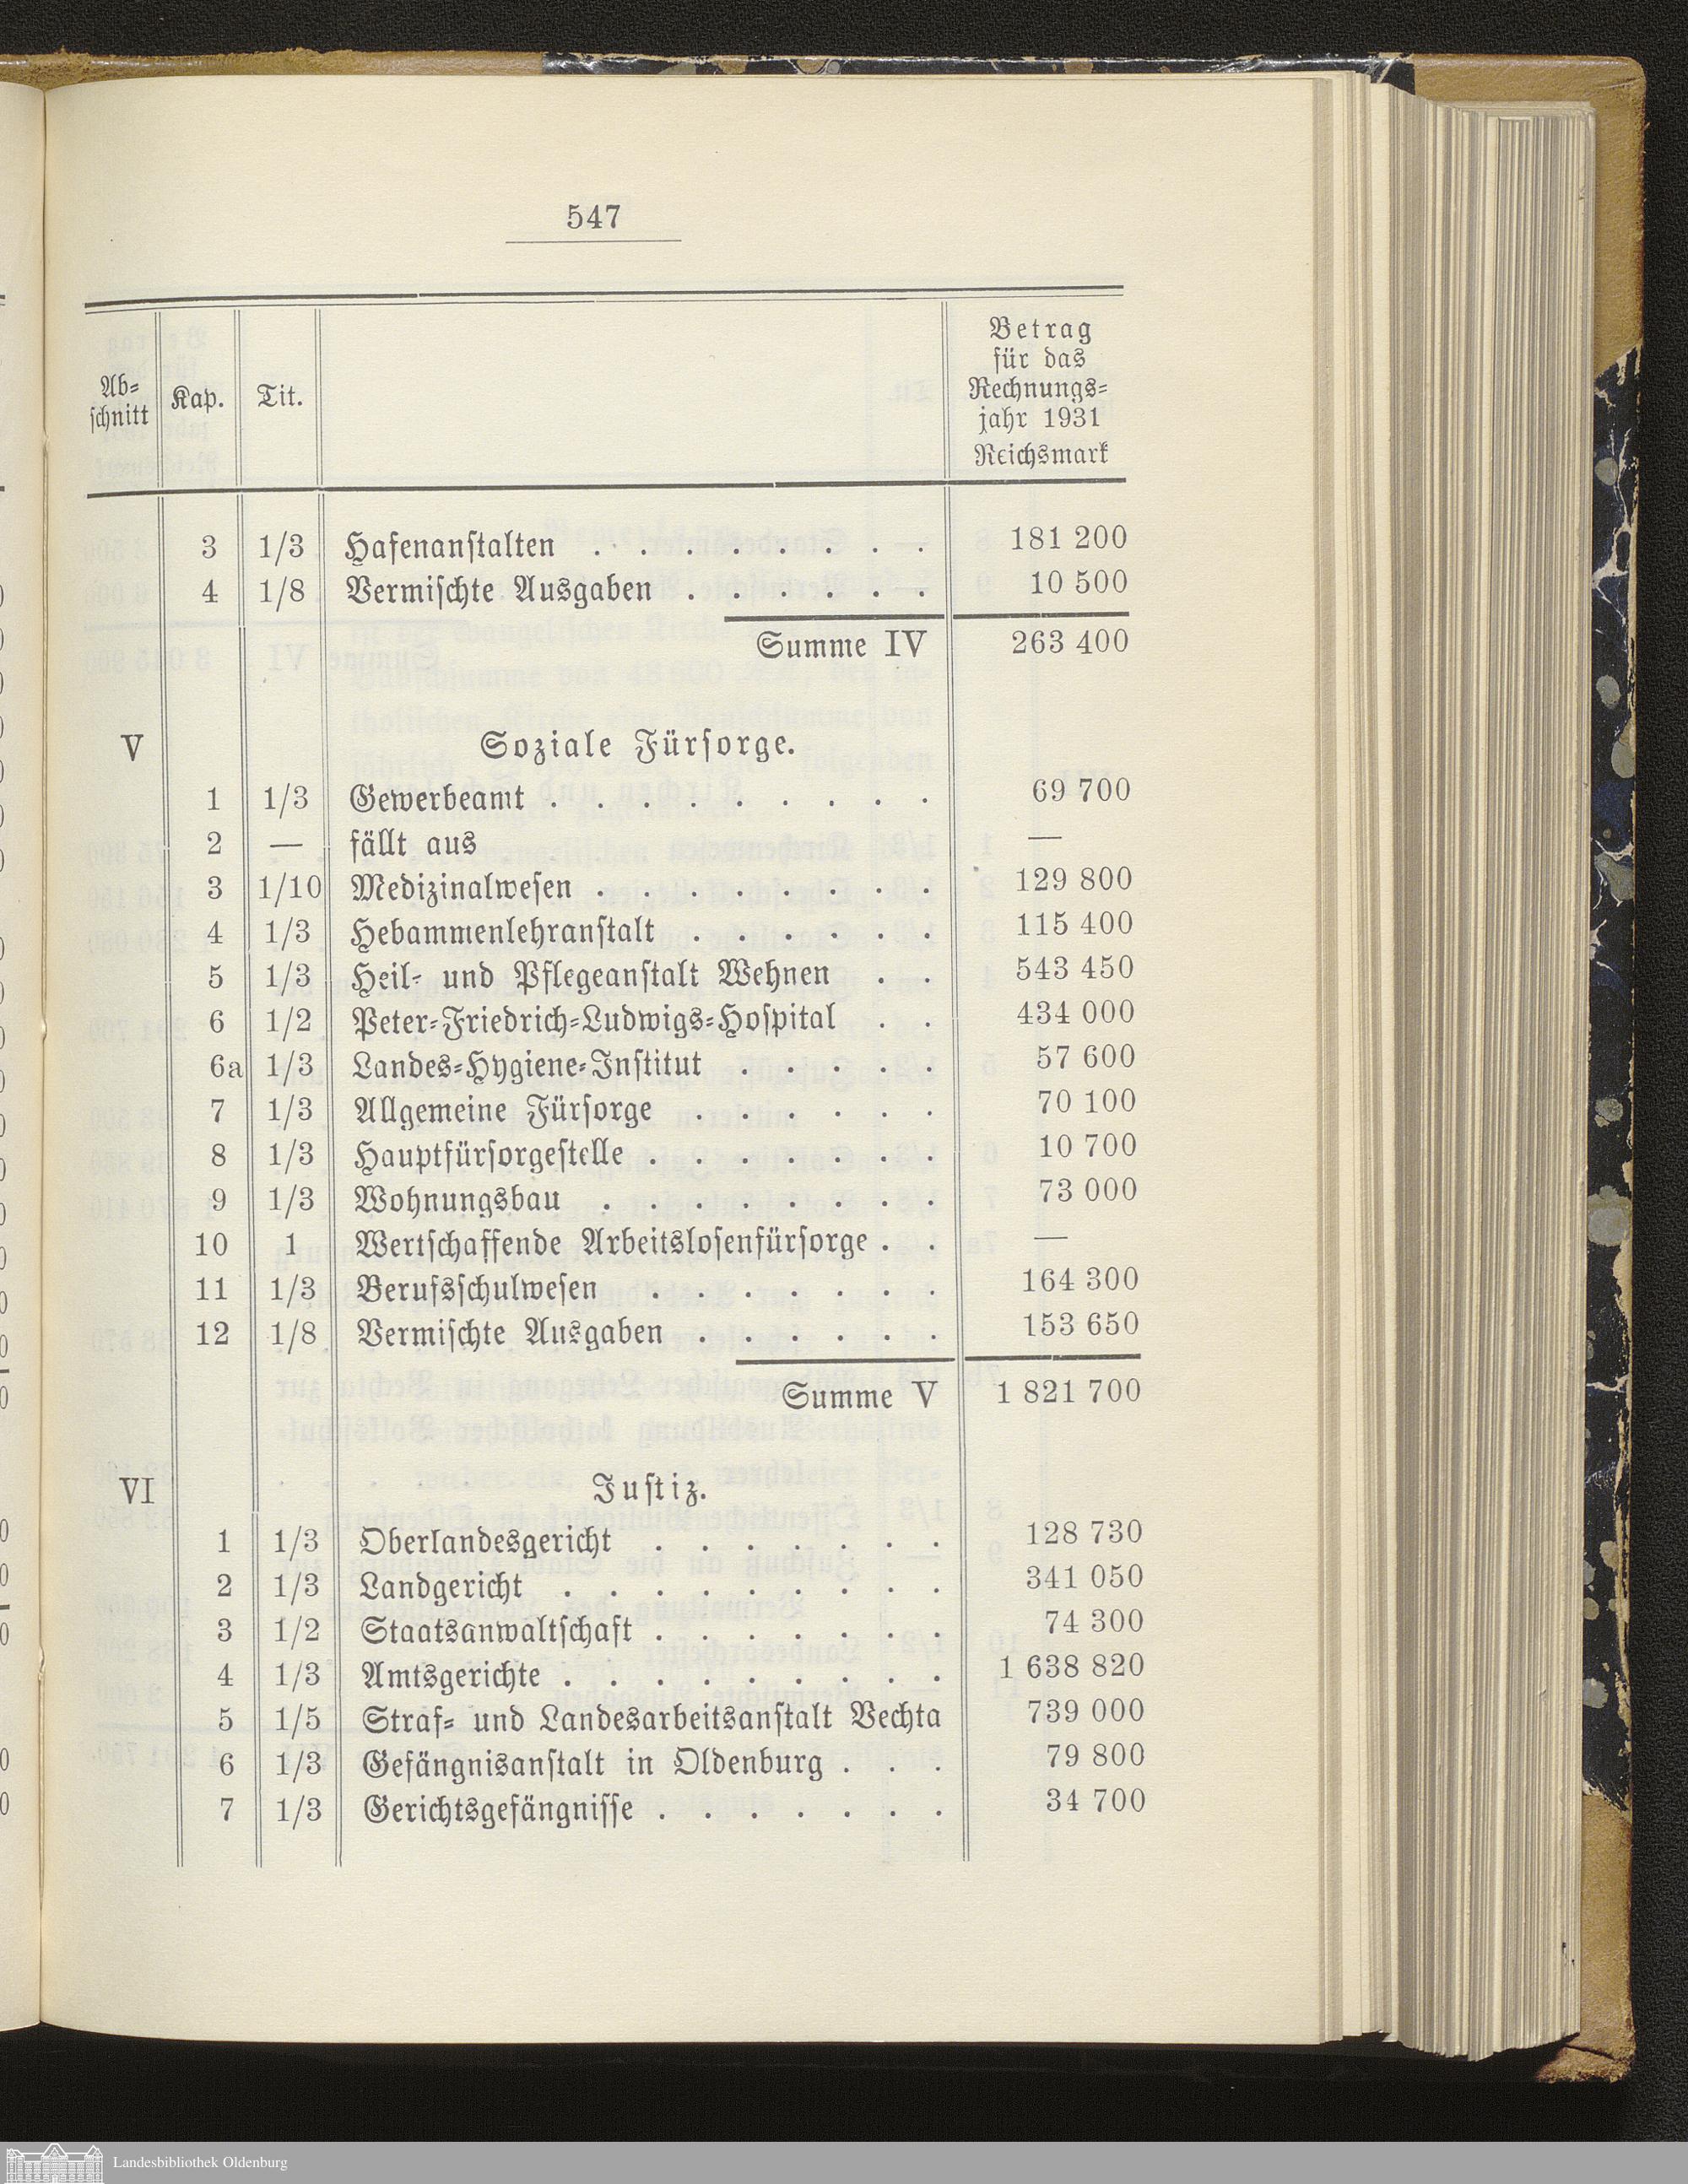 547
Ab-
schnitt
Kap.
Tit.
Betrag
für das
Rechnungs-
jahr 1931
Reichsmark
3 1/3 Hafenanstalten . . . . . . . . 181 200
4 1/8 Vermischte Ausgaben . . . . . . 10 500
Summe IV 263 400
V Soziale Fürsorge.
1 1/3 Gewerbeamt . . . . . . . . . 69 700
2 — fällt aus —
3 1/10 Medizinalwesen . . . . . . . . 129 800
4 1/3 Hebammenlehranstalt . . . . . . 115 400
5 1/3 Heil- und Pflegeanstalt Wehnen . . 543 450
6 1/2 Peter-Friedrich-Ludwigs-Hospital . . 434 000
6a 1/3 Landes-Hygiene-Institut . . . . . 57 600
7 1/3 Allgemeine Fürsorge . . . . . . 70 100
8 1/3 Hauptfürsorgestelle . . . . . . . 10 700
9 1/3 Wohnungsbau . . . . . . . . 73 000
10 1 Wertschaffende Arbeitslosenfürsorge . . —
11 1/3 Berufsschulwesen . . . . . . . 164 300
12 1/8 Vermischte Ausgaben . . . . . . 153 650
Summe V 1 821 700
VI Justiz.
1 1/3 Oberlandesgericht . . . . . . . 128 730
2 1/3 Landgericht . . . . . . . . . 341 050
3 1/2 Staatsanwaltschaft . . . . . . . 74 300
4 1/3 Amtsgerichte . . . . . . . . . 1 638 820
5 1/5 Straf- und Landesarbeitsanstalt Vechta 739 000
6 1/3 Gefängnisanstalt in Oldenburg . . . 79 800
7 1/3 Gerichtsgefängnisse . . . . . . . 34 700
Landesbibliothek Oldenburg